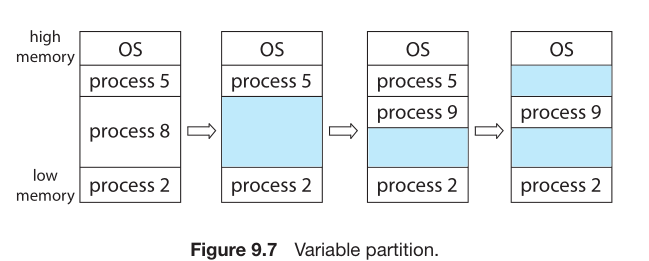 high
memory
OS
process 5
process 8
process 2
low
memory
OS
process 5
process 2
OS
process 5
process 9
process 2
OS
process 9
process 2
Figure 9.7 Variable partition.